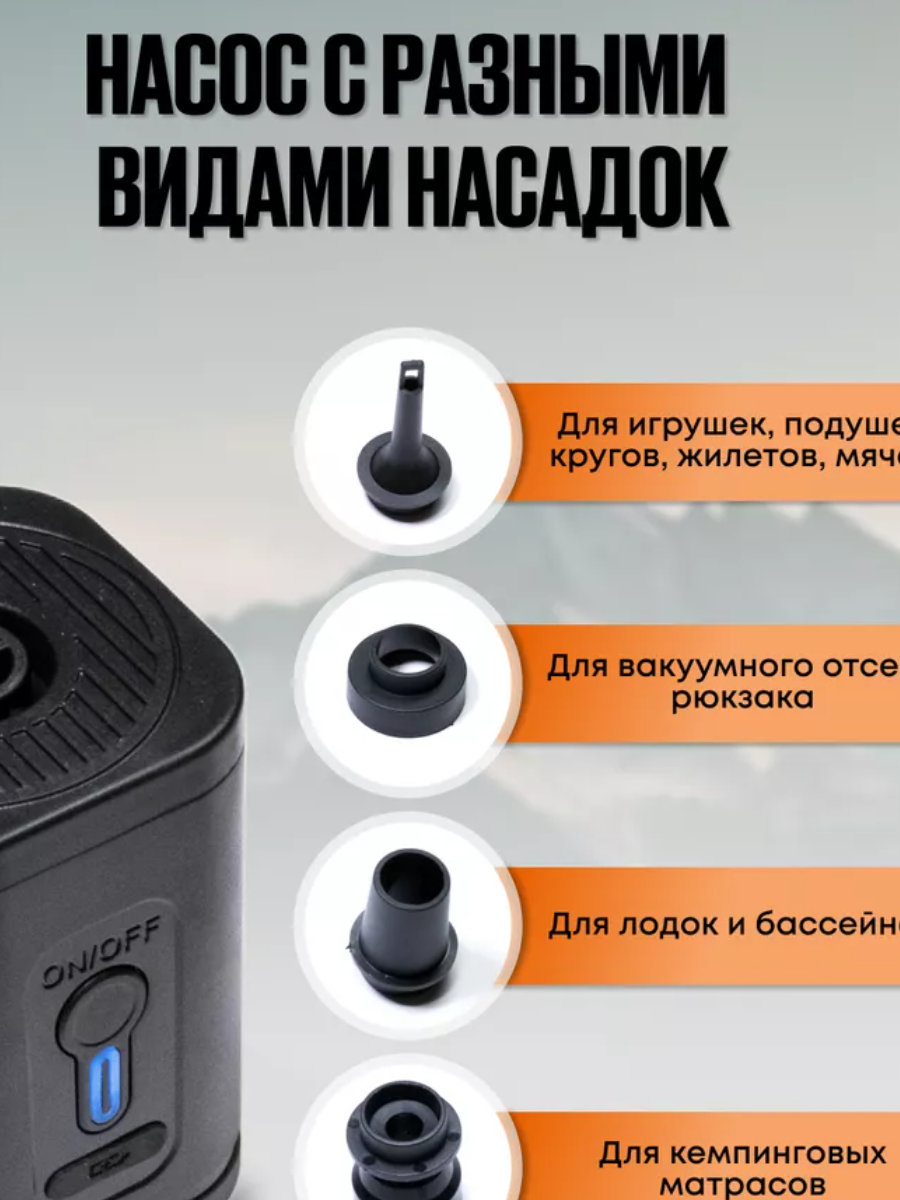 НАСОС С РАЗНЫМИ
ВИДАМИ НАСАДОК
Для игрушек, подуше
кругов, жилетов, мяч
Для вакуумного отсе
рюкзака
Для лодок и бассейн
ON/OFF
Для кемпинговых
матрасов